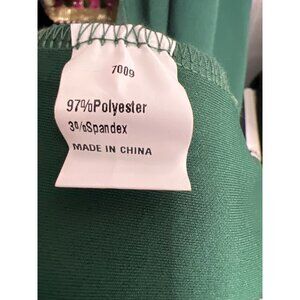 7009
97%Polyester
3%Spandex
MADE IN CHINA